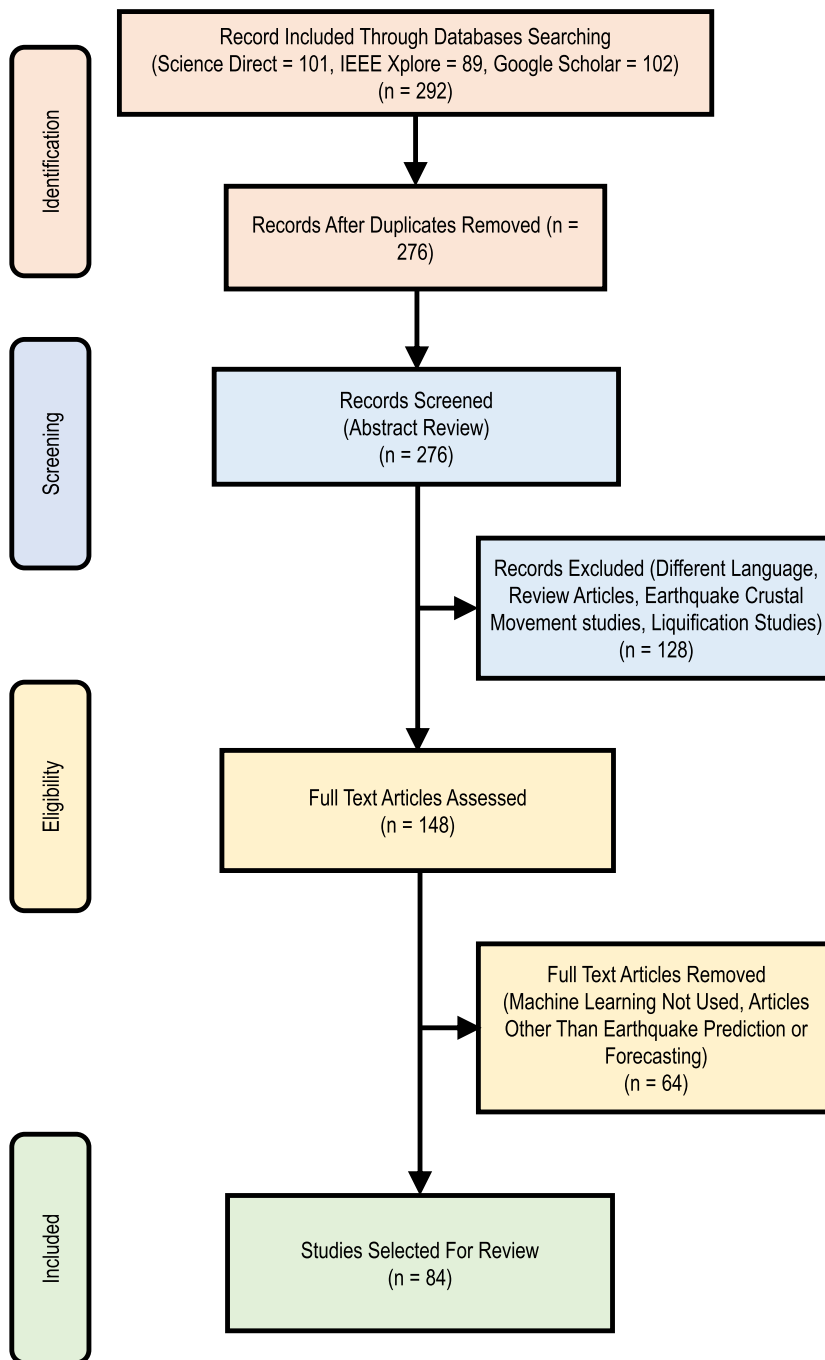 Identification
Record Included Through Databases Searching
(Science Direct = 101, IEEE Xplore = 89, Google Scholar = 102)
(n = 292)
Records After Duplicates Removed (n =
276)
Screening
Records Screened
(Abstract Review)
(n = 276)
Records Excluded (Different Language,
Review Articles, Earthquake Crustal
Movement studies, Liquification Studies)
(n = 128)
Eligibility
Full Text Articles Assessed
(n = 148)
Full Text Articles Removed
(Machine Learning Not Used, Articles
Other Than Earthquake Prediction or
Forecasting)
(n = 64)
Included
Studies Selected For Review
(n = 84)